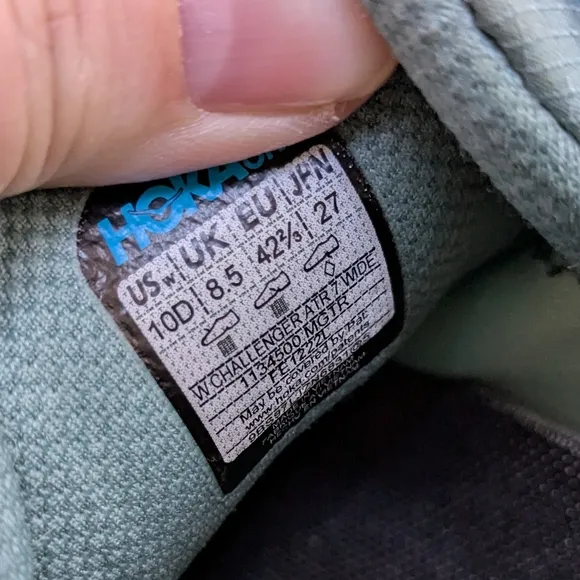 HOKA
US W | UK | EU | JPN
10D | 8.5 | 42⅔ | 27
W CHALLENGER ATR 7 WIDE
1134500 MGTR
FE 1222L
May be covered by Pat.
www.hoka.com/patents